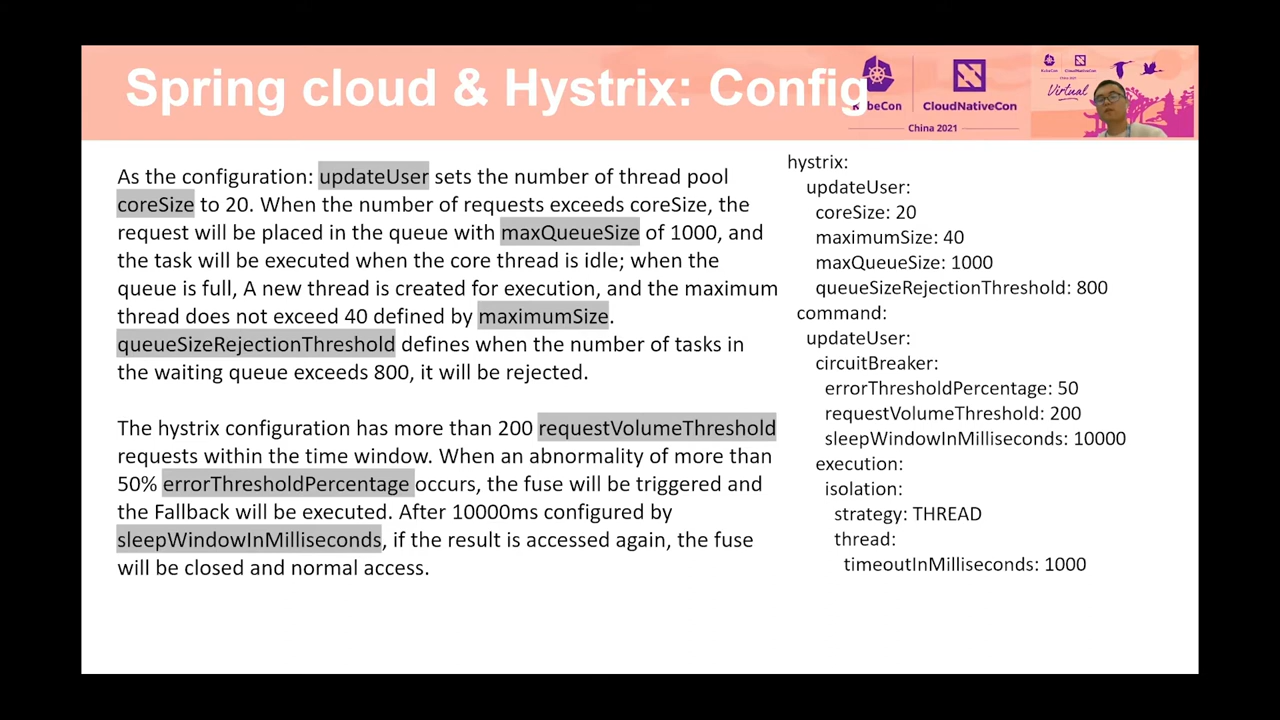 Spring cloud & Hystrix: Config
KubeCon
CloudNativeCon
China 2021
KubeCon
CloudNativeCon
China 2021
Virtual
As the configuration: updateUser sets the number of thread pool
coreSize to 20. When the number of requests exceeds coreSize, the
request will be placed in the queue with maxQueueSize of 1000, and
the task will be executed when the core thread is idle; when the
queue is full, A new thread is created for execution, and the maximum
thread does not exceed 40 defined by maximumSize.
queueSizeRejectionThreshold defines when the number of tasks in
the waiting queue exceeds 800, it will be rejected.
The hystrix configuration has more than 200 requestVolumeThreshold
requests within the time window. When an abnormality of more than
50% errorThresholdPercentage occurs, the fuse will be triggered and
the Fallback will be executed. After 10000ms configured by
sleepWindowInMilliseconds, if the result is accessed again, the fuse
will be closed and normal access.
hystrix:
updateUser:
coreSize: 20
maximumSize: 40
maxQueueSize: 1000
queueSizeRejectionThreshold: 800
command:
updateUser:
circuitBreaker:
errorThresholdPercentage: 50
requestVolumeThreshold: 200
sleepWindowInMilliseconds: 10000
execution:
isolation:
strategy: THREAD
thread:
timeoutInMilliseconds: 1000